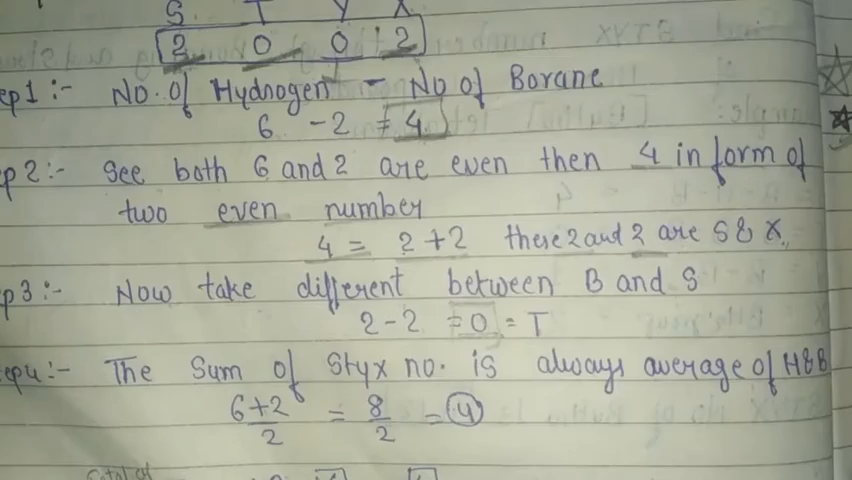 S T Y X
2 0 0 2
ep1 :- No. of Hydrogen - No of Borane
6 - 2 = 4
p2:- See both 6 and 2 are even then 4 in form of
two even number
4 = 2+2 there 2 and 2 are S & X.
p3:- Now take different between B and S
2-2 = 0 = T
ep4:- The Sum of Styx no. is always average of H&B
6+2/2 = 8/2 = 4